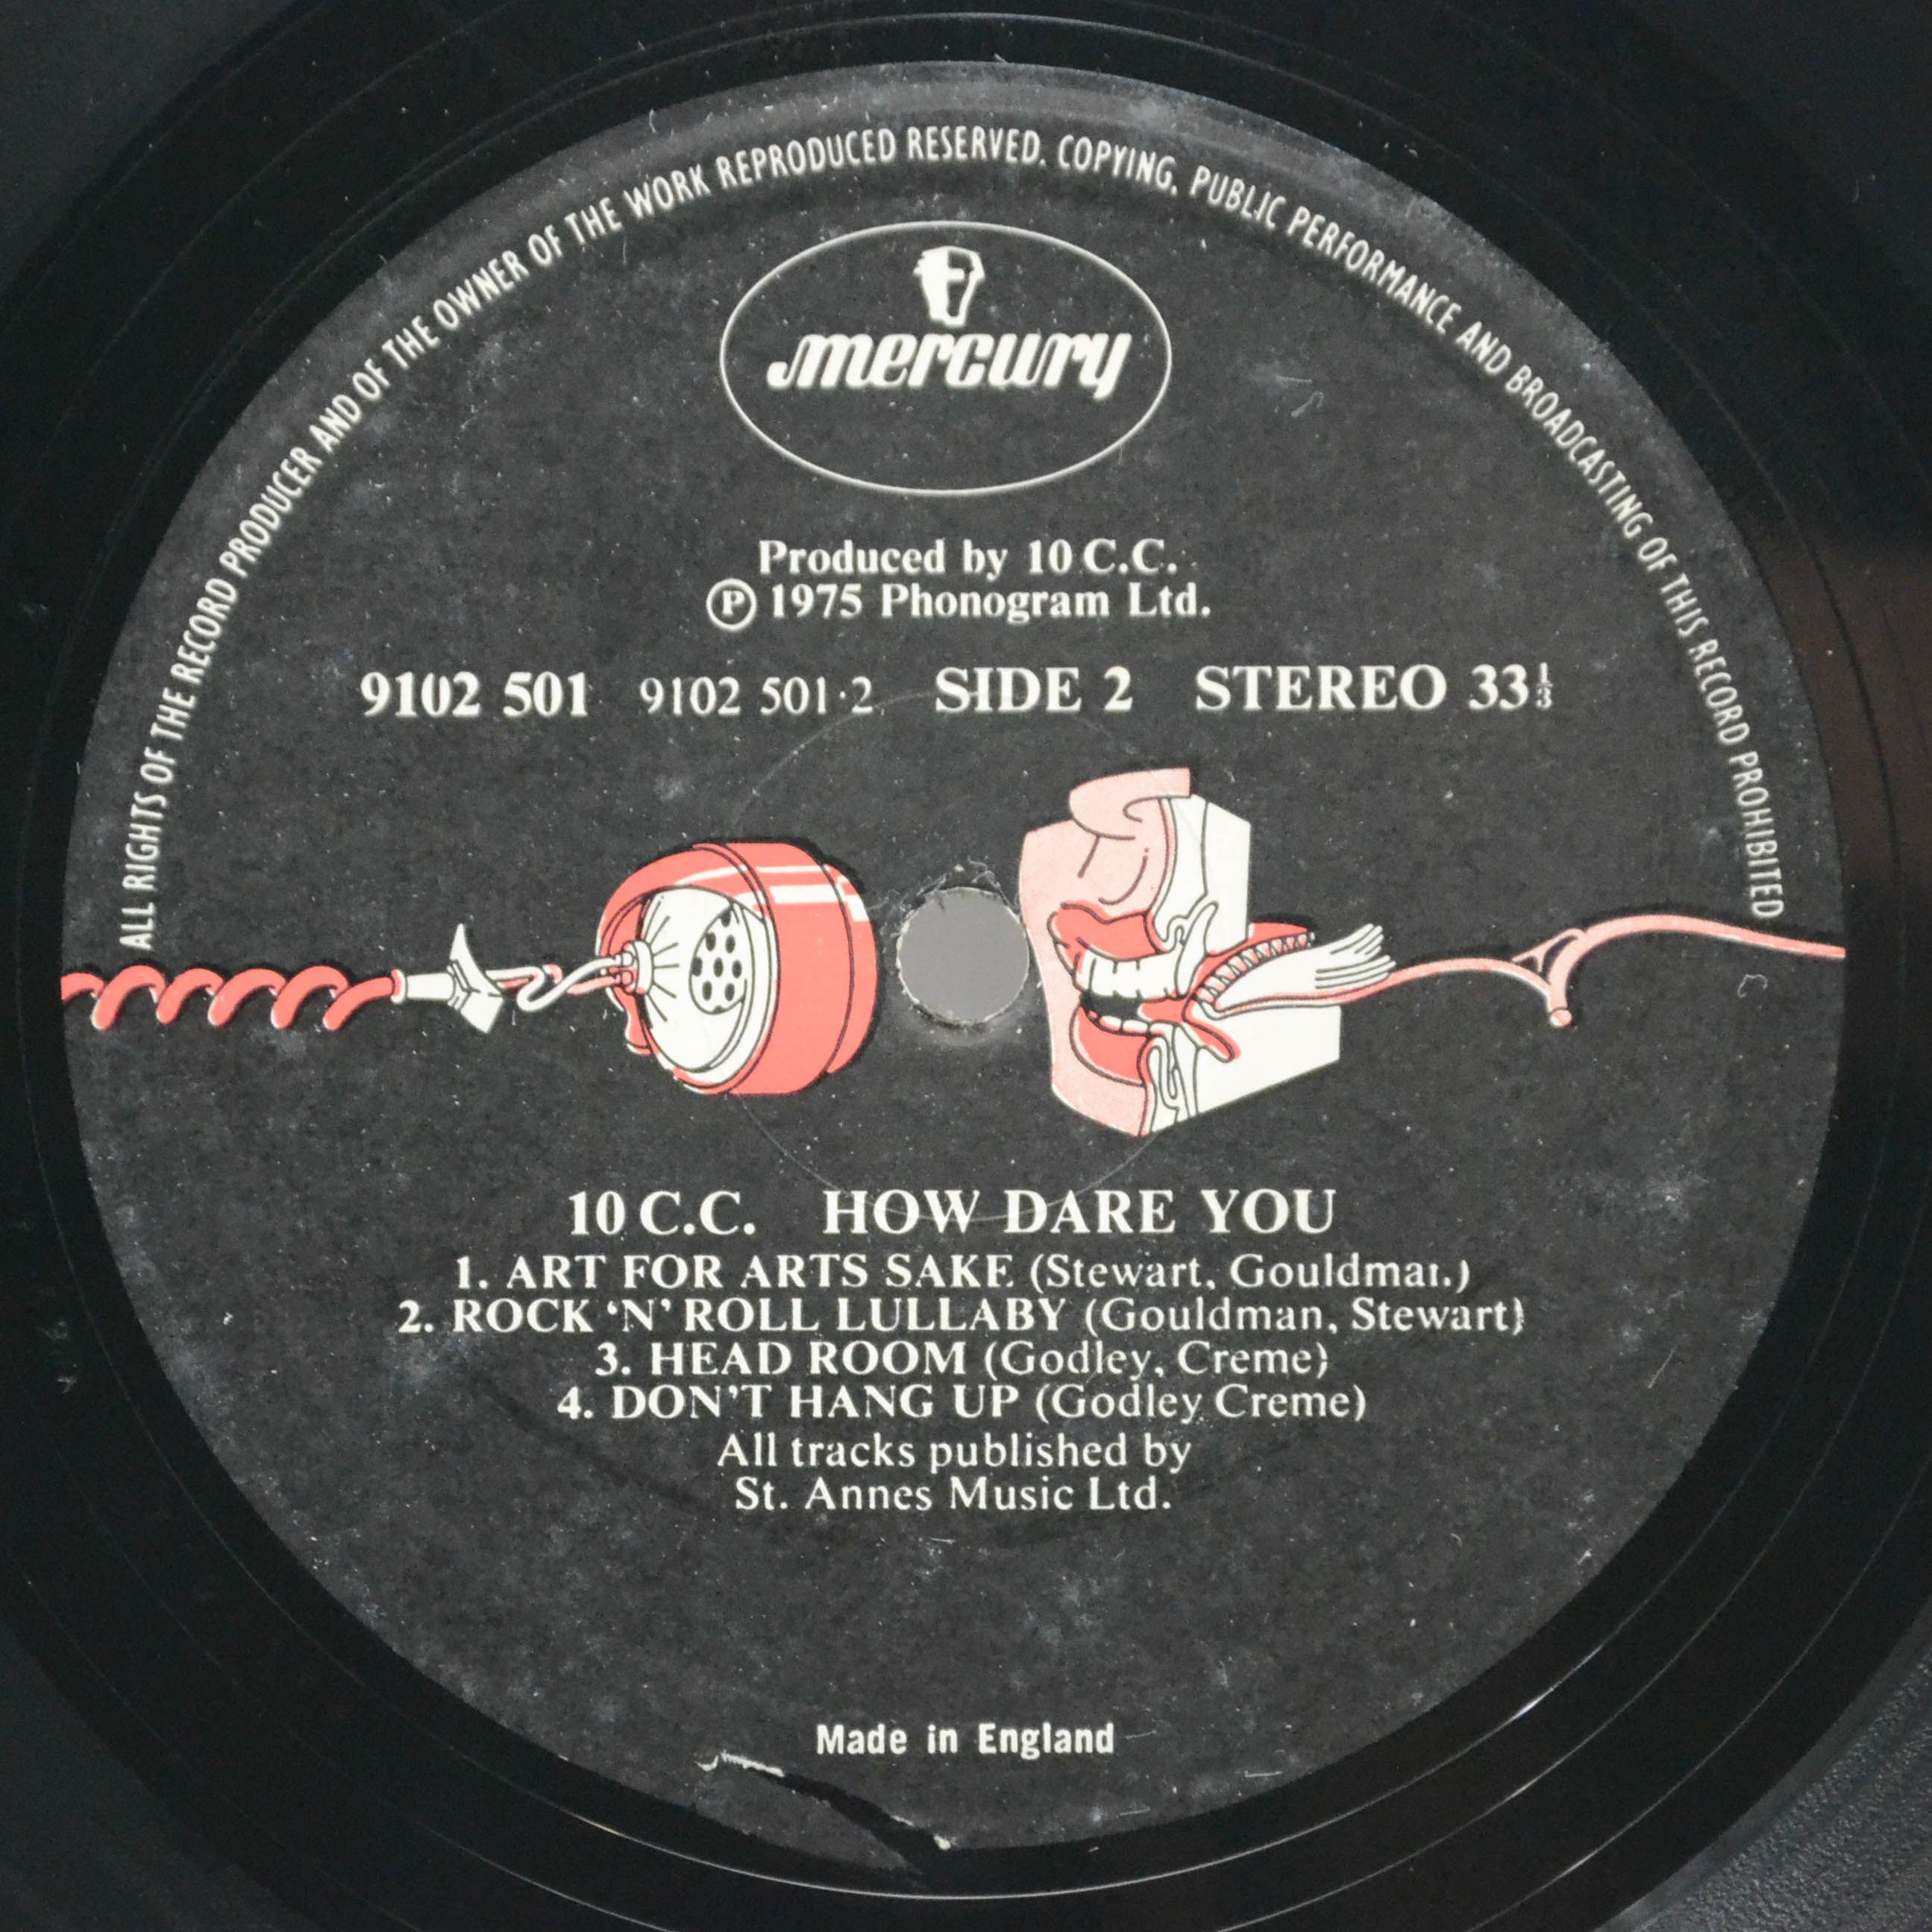 ALL RIGHTS OF THE RECORD PRODUCER AND OF THE OWNER OF THE WORK REPRODUCED RESERVED. COPYING, PUBLIC PERFORMANCE AND BROADCASTING OF THIS RECORD PROHIBITED
mercury
Produced by 10 C.C.
Ⓟ 1975 Phonogram Ltd.
9102 501 9102 501·2 SIDE 2 STEREO 33⅓
10 C.C. HOW DARE YOU
1. ART FOR ARTS SAKE (Stewart, Gouldman)
2. ROCK ‘N’ ROLL LULLABY (Gouldman, Stewart)
3. HEAD ROOM (Godley, Creme)
4. DON’T HANG UP (Godley Creme)
All tracks published by
St. Annes Music Ltd.
Made in England